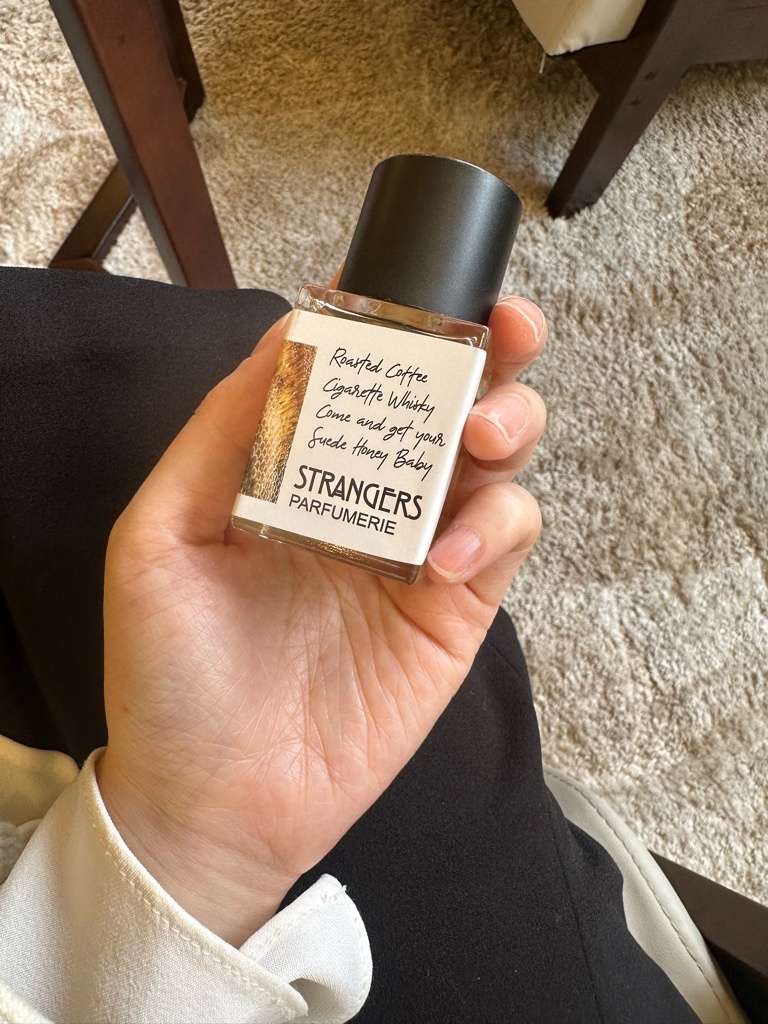 Roasted Coffee
Cigarette Whisky
Come and get your
Suede Honey Baby
STRANGERS
PARFUMERIE